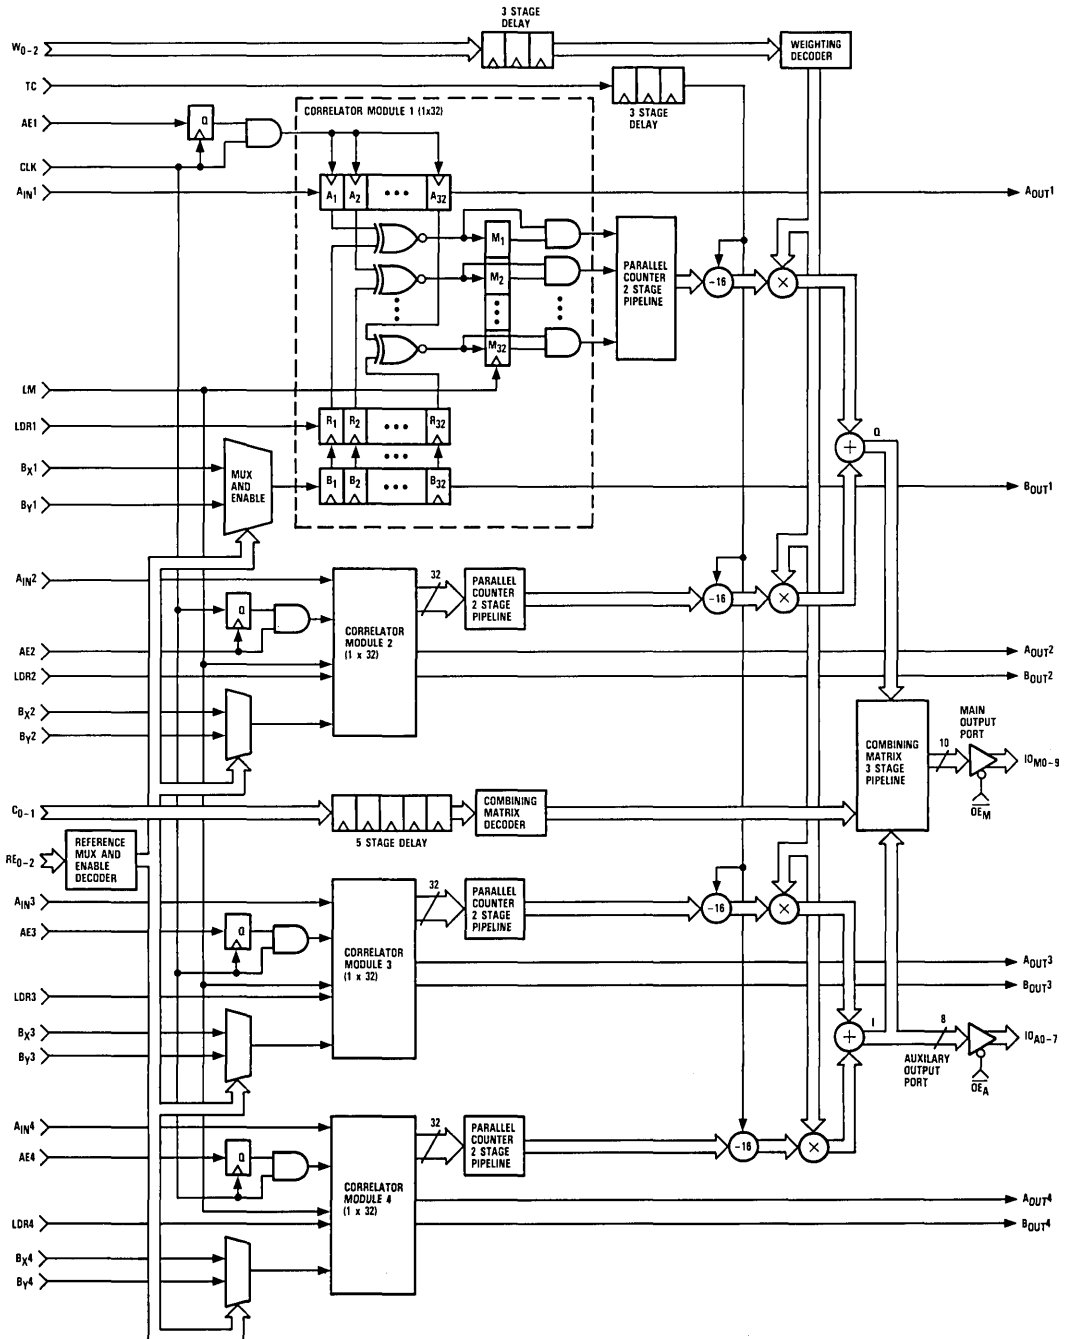 3 STAGE
DELAY
W0-2
WEIGHTING
DECODER
TC
3 STAGE
DELAY
CORRELATOR MODULE 1 (1x32)
AE1
Q
CLK
AIN1
A1 A2 ••• A32
AOUT1
M1
M2
M32
PARALLEL
COUNTER
2 STAGE
PIPELINE
-16
×
LM
LDR1
R1 R2 ••• R32
BX1
BY1
MUX
AND
ENABLE
B1 B2 ••• B32
BOUT1
+
Q
AIN2
32
PARALLEL
COUNTER
2 STAGE
PIPELINE
-16
×
Q
CORRELATOR
MODULE 2
(1 x 32)
AE2
AOUT2
LDR2
BOUT2
BX2
BY2
COMBINING
MATRIX
3 STAGE
PIPELINE
10
MAIN
OUTPUT
PORT
IOM0-9
OEM
C0-1
5 STAGE DELAY
COMBINING
MATRIX
DECODER
RE0-2
REFERENCE
MUX AND
ENABLE
DECODER
AIN3
32
PARALLEL
COUNTER
2 STAGE
PIPELINE
-16
×
AE3
Q
CORRELATOR
MODULE 3
(1 x 32)
AOUT3
LDR3
BOUT3
BX3
BY3
+
I
8
AUXILARY
OUTPUT
PORT
IOA0-7
OEA
AIN4
32
PARALLEL
COUNTER
2 STAGE
PIPELINE
-16
×
AE4
Q
CORRELATOR
MODULE 4
(1 x 32)
AOUT4
LDR4
BOUT4
BX4
BY4